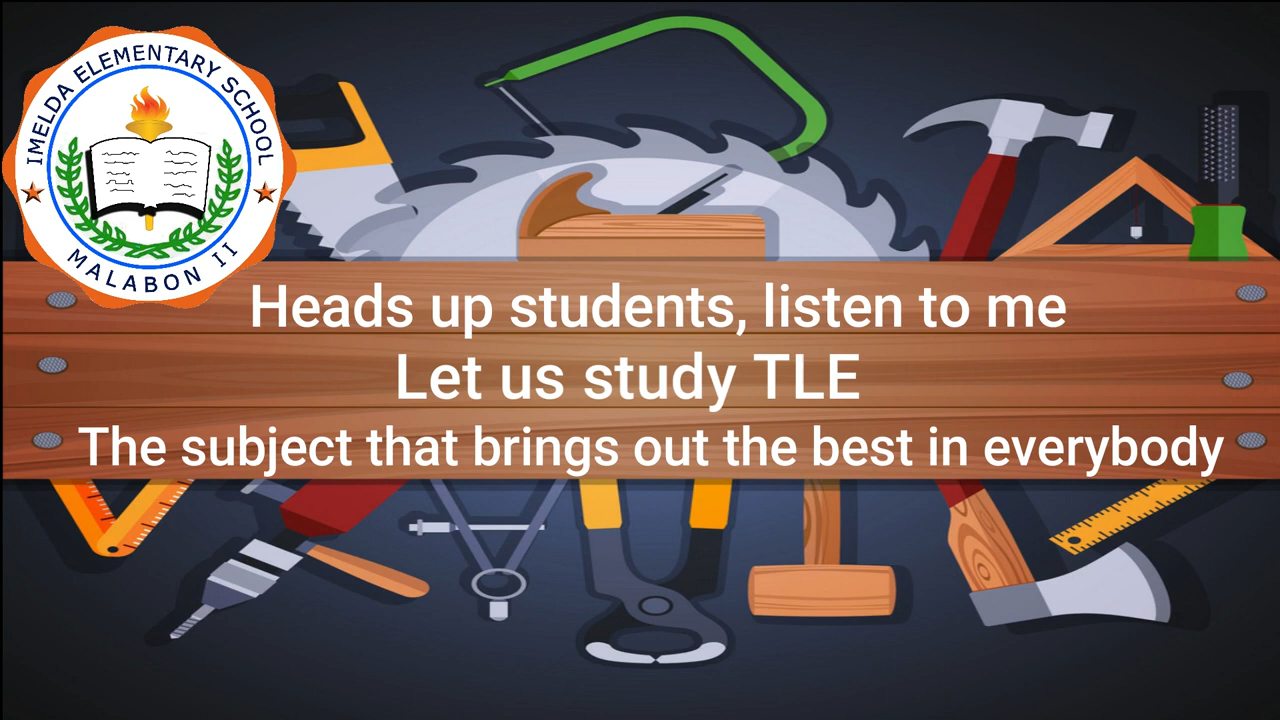 IMELDA ELEMENTARY SCHOOL
MALABON II
Heads up students, listen to me
Let us study TLE
The subject that brings out the best in everybody